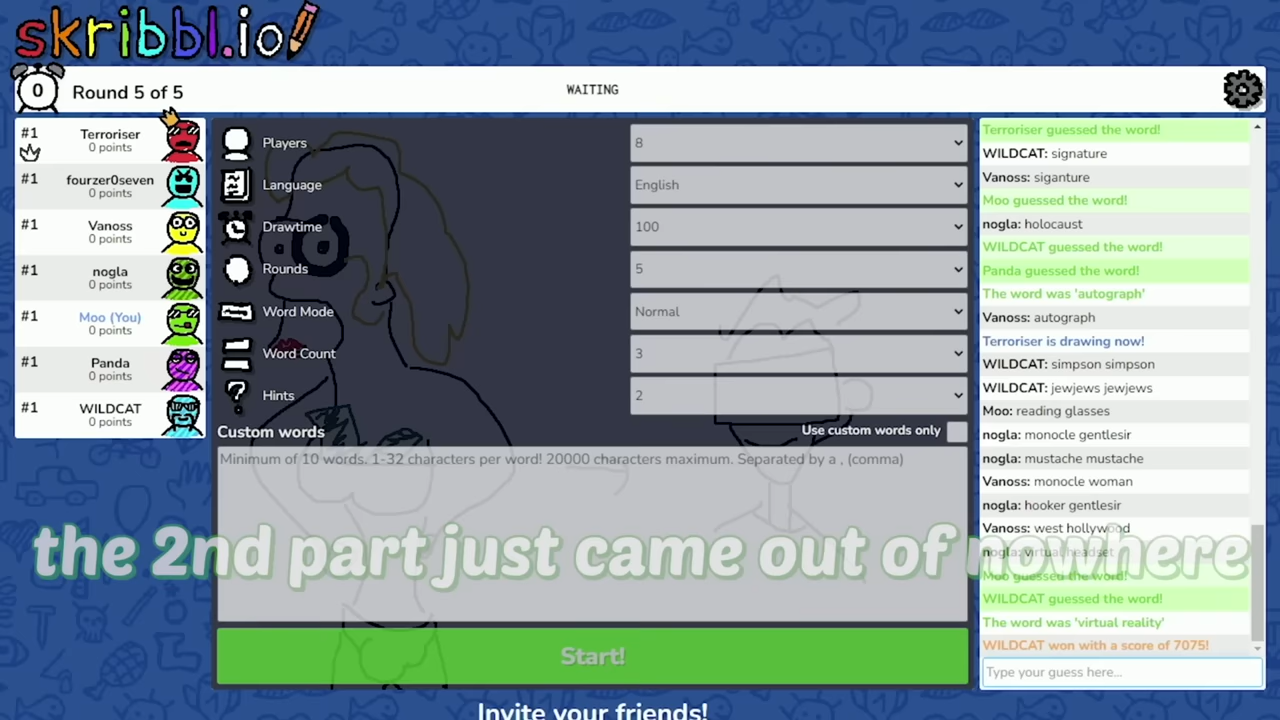 skribbl.io
0
Round 5 of 5
WAITING
#1 Terroriser
0 points
#1 fourzer0seven
0 points
#1 Vanoss
0 points
#1 nogla
0 points
#1 Moo (You)
0 points
#1 Panda
0 points
#1 WILDCAT
0 points
Players 8
Language English
Drawtime 100
Rounds 5
Word Mode Normal
Word Count 3
Hints 2
Custom words
Use custom words only
Minimum of 10 words. 1-32 characters per word! 20000 characters maximum. Separated by a , (comma)
the 2nd part just came out of nowhere
Start!
Invite your friends!
Terroriser guessed the word!
WILDCAT: signature
Vanoss: siganture
Moo guessed the word!
nogla: holocaust
WILDCAT guessed the word!
Panda guessed the word!
The word was 'autograph'
Vanoss: autograph
Terroriser is drawing now!
WILDCAT: simpson simpson
WILDCAT: jewjews jewjews
Moo: reading glasses
nogla: monocle gentlesir
nogla: mustache mustache
Vanoss: monocle woman
nogla: hooker gentlesir
Vanoss: west hollywood
nogla: virtual headset
Moo guessed the word!
WILDCAT guessed the word!
The word was 'virtual reality'
WILDCAT won with a score of 7075!
Type your guess here...